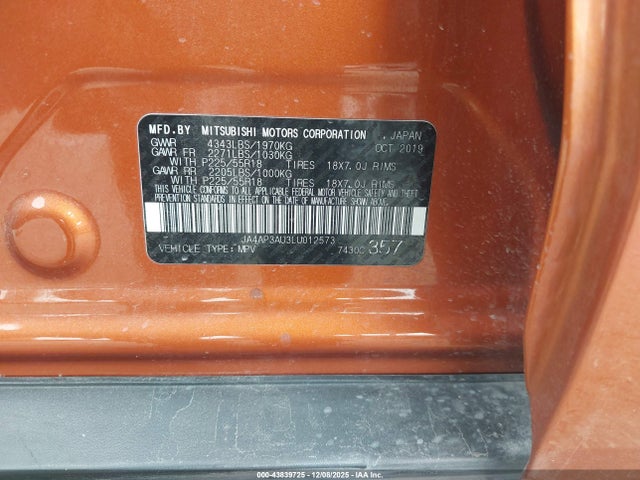 MFD.BY MITSUBISHI MOTORS CORPORATION . JAPAN
GVWR 4343LBS/1970KG OCT 2019
GAWR FR 2271LBS/1030KG
WITH P225/55R18 TIRES 18X7.0J RIMS
GAWR RR 2205LBS/1000KG
WITH P225/55R18 TIRES 18X7.0J RIMS
THIS VEHICLE CONFORMS TO ALL APPLICABLE FEDERAL MOTOR VEHICLE SAFETY AND
THEFT PREVENTION STANDARDS IN EFFECT ON THE DATE OF MANUFACTURE SHOWN ABOVE.
JA4AP3AU3LU012573
VEHICLE TYPE: MPV 7430C 357
000-43839725 - 12/08/2025 - IAAI.COM